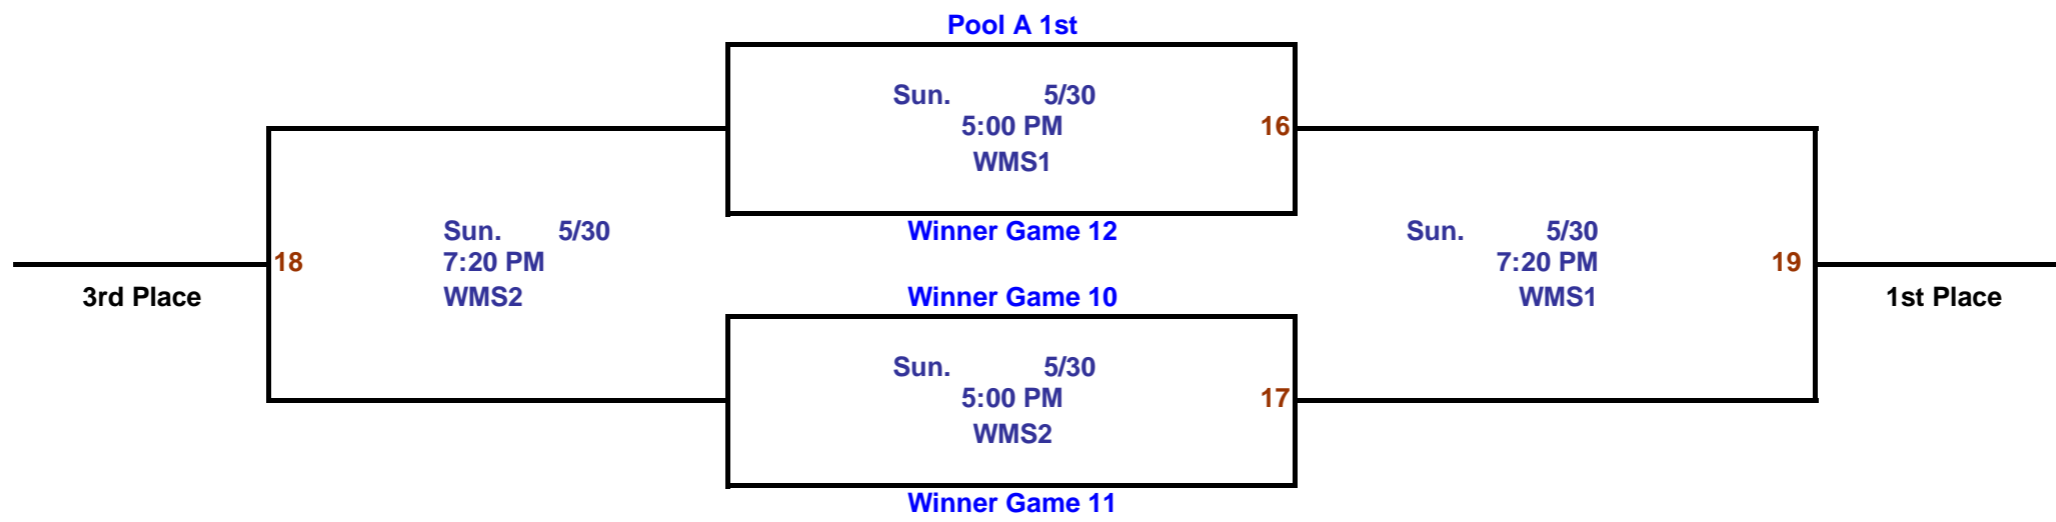 Pool A 1st
Sun. 5/30
5:00 PM 16
WMS1
Winner Game 12
Sun. 5/30
7:20 PM
WMS2
18
3rd Place
Sun. 5/30
7:20 PM 19
WMS1
1st Place
Winner Game 10
Sun. 5/30
5:00 PM 17
WMS2
Winner Game 11